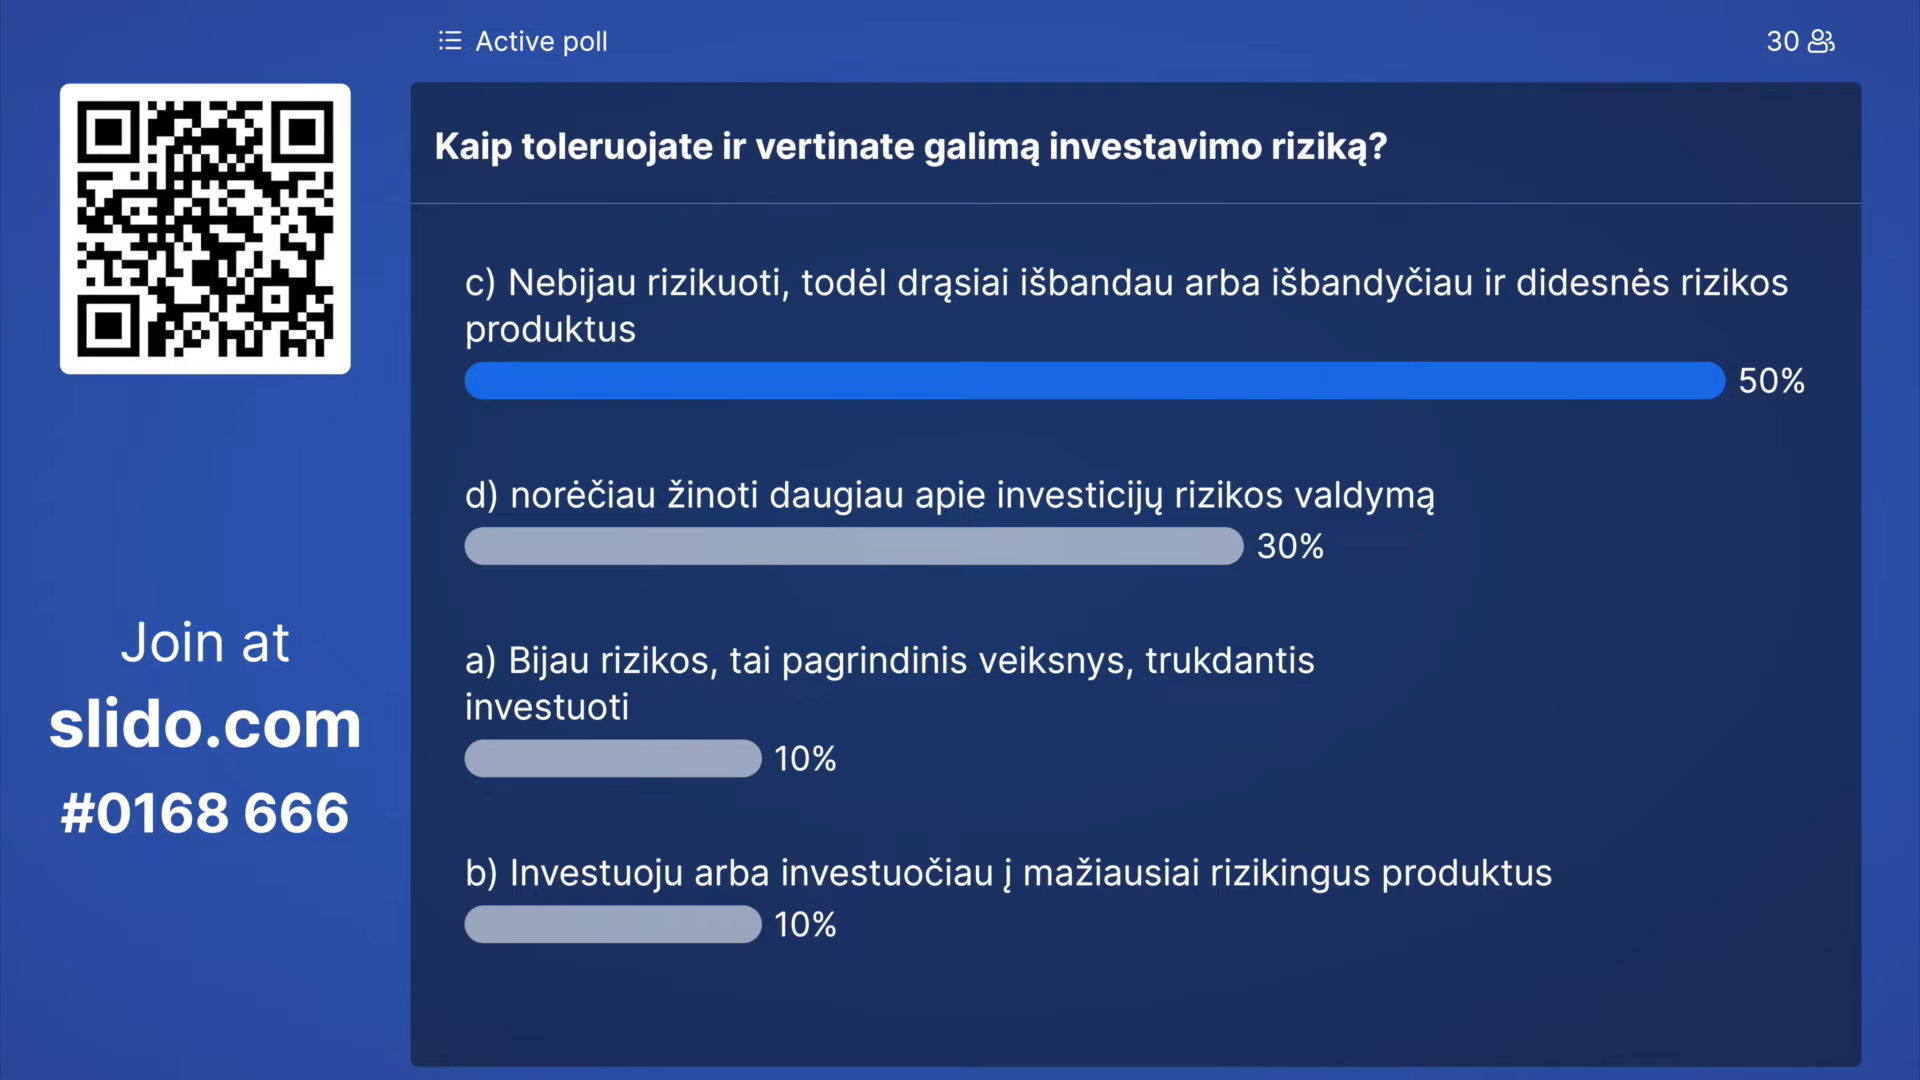 Active poll
30
Kaip toleruojate ir vertinate galimą investavimo riziką?
c) Nebijau rizikuoti, todėl drąsiai išbandau arba išbandyčiau ir didesnės rizikos
produktus
50%
d) norėčiau žinoti daugiau apie investicijų rizikos valdymą
30%
a) Bijau rizikos, tai pagrindinis veiksnys, trukdantis
investuoti
10%
b) Investuoju arba investuočiau į mažiausiai rizikingus produktus
10%
Join at
slido.com
#0168 666